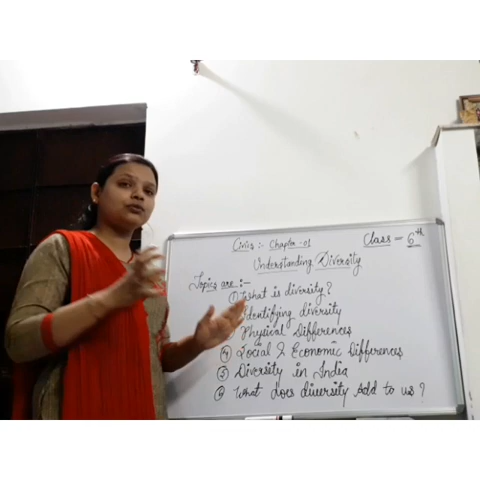 Civics :- Chapter-01
Class - 6th
Understanding Diversity
Topics are :-
① What is diversity?
Identifying diversity
Physical Differences
④ Social & Economic Differences
⑤ Diversity in India
⑥ What does diversity Add to us?